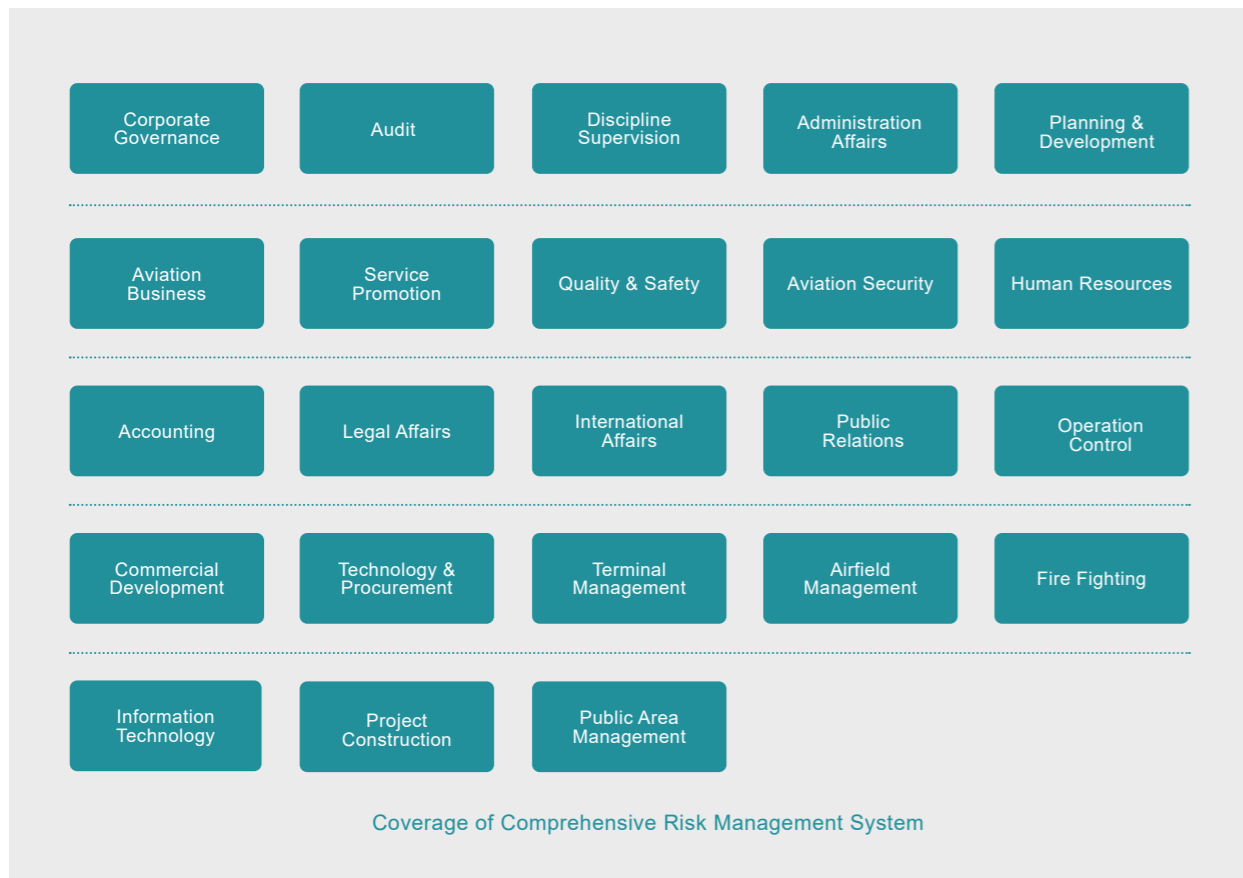 Corporate
Governance
Audit
Discipline
Supervision
Administration
Affairs
Planning &
Development
Aviation
Business
Service
Promotion
Quality & Safety
Aviation Security
Human Resources
Accounting
Legal Affairs
International
Affairs
Public
Relations
Operation
Control
Commercial
Development
Technology &
Procurement
Terminal
Management
Airfield
Management
Fire Fighting
Information
Technology
Project
Construction
Public Area
Management
Coverage of Comprehensive Risk Management System